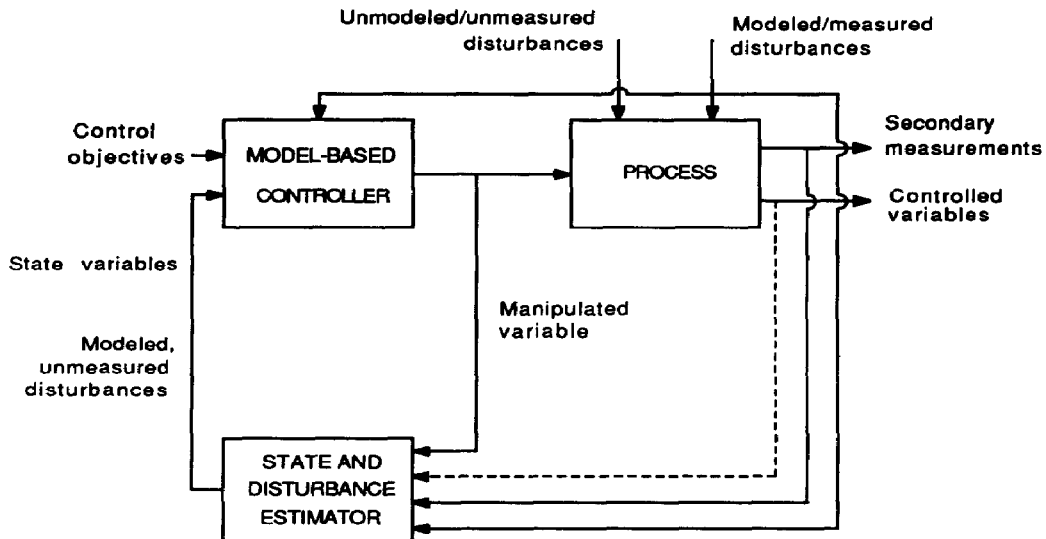 Unmodeled/unmeasured
disturbances
Modeled/measured
disturbances
Control
objectives
MODEL-BASED
CONTROLLER
PROCESS
Secondary
measurements
Controlled
variables
State variables
Manipulated
variable
Modeled,
unmeasured
disturbances
STATE AND
DISTURBANCE
ESTIMATOR